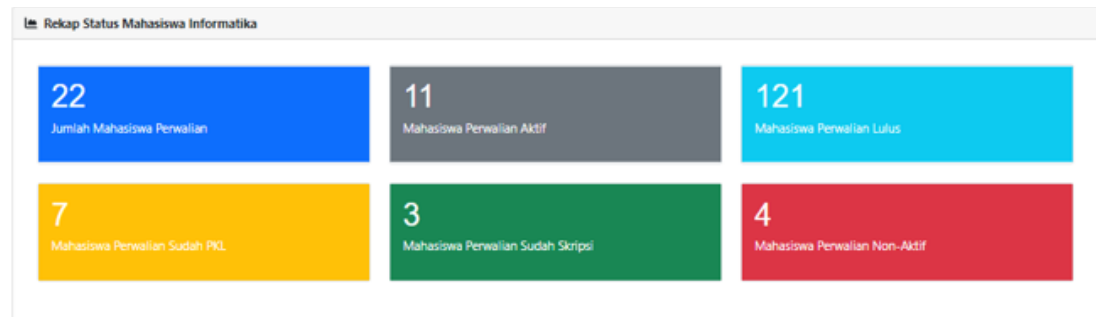 Rekap Status Mahasiswa Informatika
22
Jumlah Mahasiswa Perwalian
11
Mahasiswa Perwalian Aktif
121
Mahasiswa Perwalian Lulus
7
Mahasiswa Perwalian Sudah PKL
3
Mahasiswa Perwalian Sudah Skripsi
4
Mahasiswa Perwalian Non-Aktif